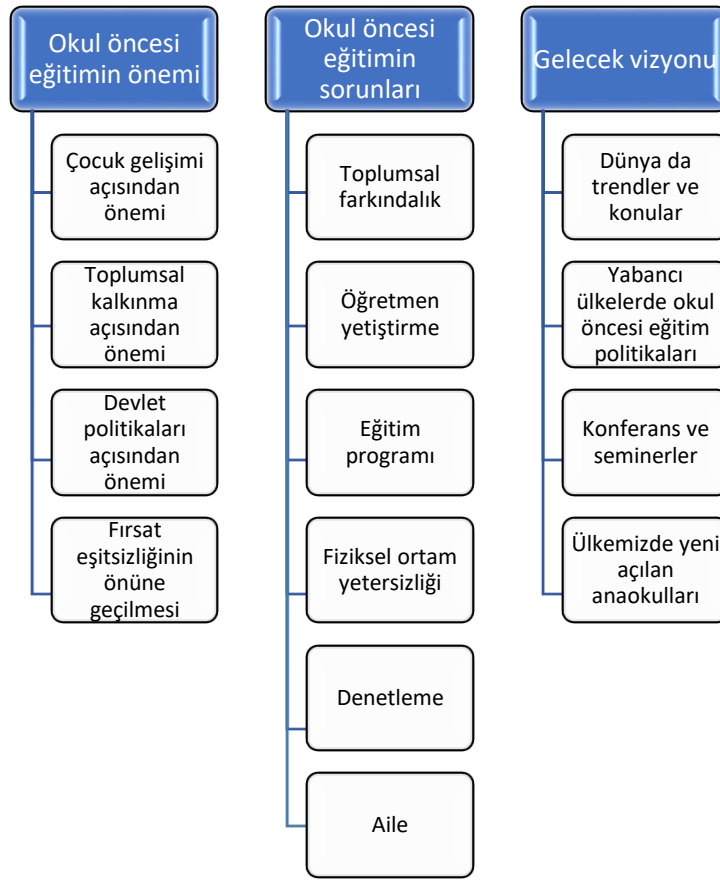 Okul öncesi
eğitimin önemi
Çocuk gelişimi
açısından
önemi
Toplumsal
kalkınma
açısından
önemi
Devlet
politikaları
açısından
önemi
Fırsat
eşitsizliğinin
önüne
geçilmesi
Okul öncesi
eğitimin
sorunları
Toplumsal
farkındalık
Öğretmen
yetiştirme
Eğitim
programı
Fiziksel ortam
yetersizliği
Denetleme
Aile
Gelecek vizyonu
Dünya da
trendler ve
konular
Yabancı
ülkelerde okul
öncesi eğitim
politikaları
Konferans ve
seminerler
Ülkemizde yeni
açılan
anaokulları